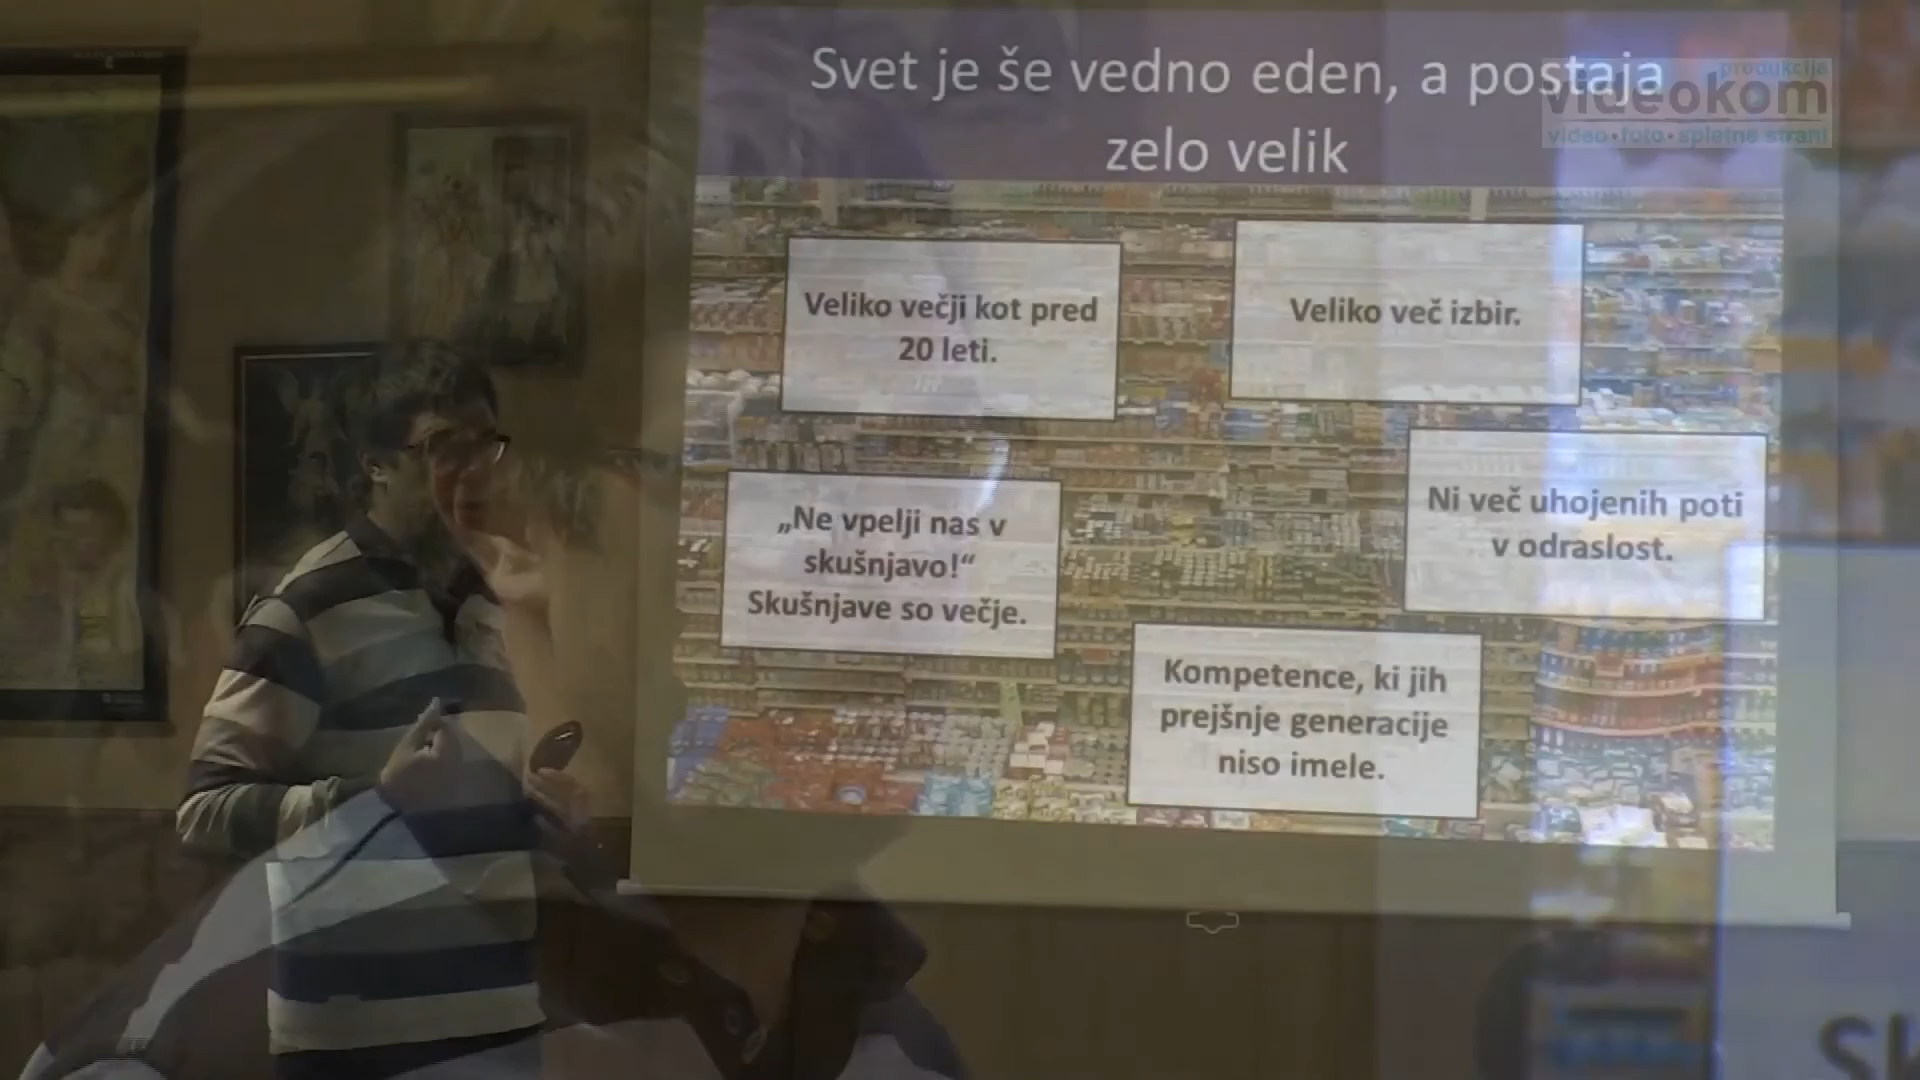 Svet je še vedno eden, a postaja
zelo velik
produkcija
videokom
video•foto•spletne strani
Veliko večji kot pred
20 leti.
Veliko več izbir.
„Ne vpelji nas v
skušnjavo!“
Skušnjave so večje.
Ni več uhojenih poti
v odraslost.
Kompetence, ki jih
prejšnje generacije
niso imele.